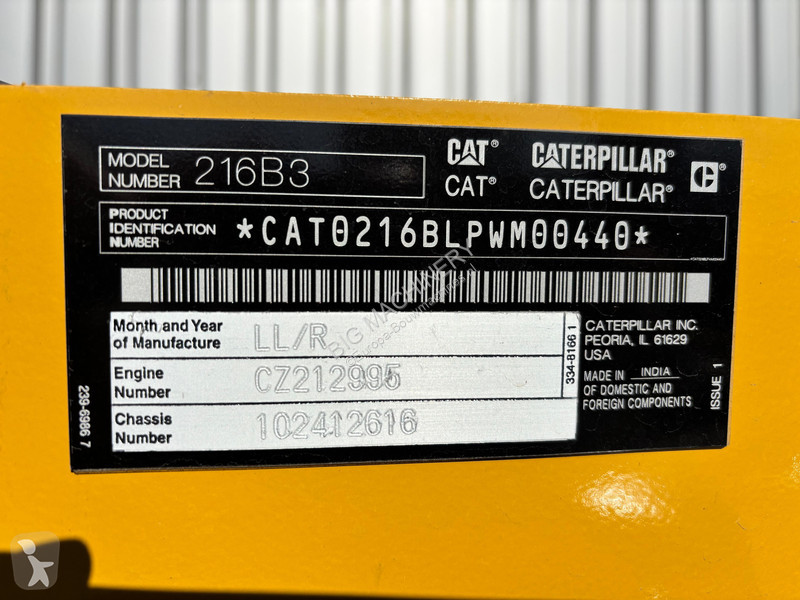 MODEL NUMBER 216B3
CAT® CATERPILLAR®
CAT® CATERPILLAR®
PRODUCT IDENTIFICATION NUMBER *CAT0216BLPWM00440*
Month and Year of Manufacture LL/R
Engine Number CZ212995
Chassis Number 102412616
334-8166 1
CATERPILLAR INC.
PEORIA, IL 61629
USA
MADE IN INDIA
OF DOMESTIC AND
FOREIGN COMPONENTS
ISSUE 1
239-6986 7
BIG MACHINERY